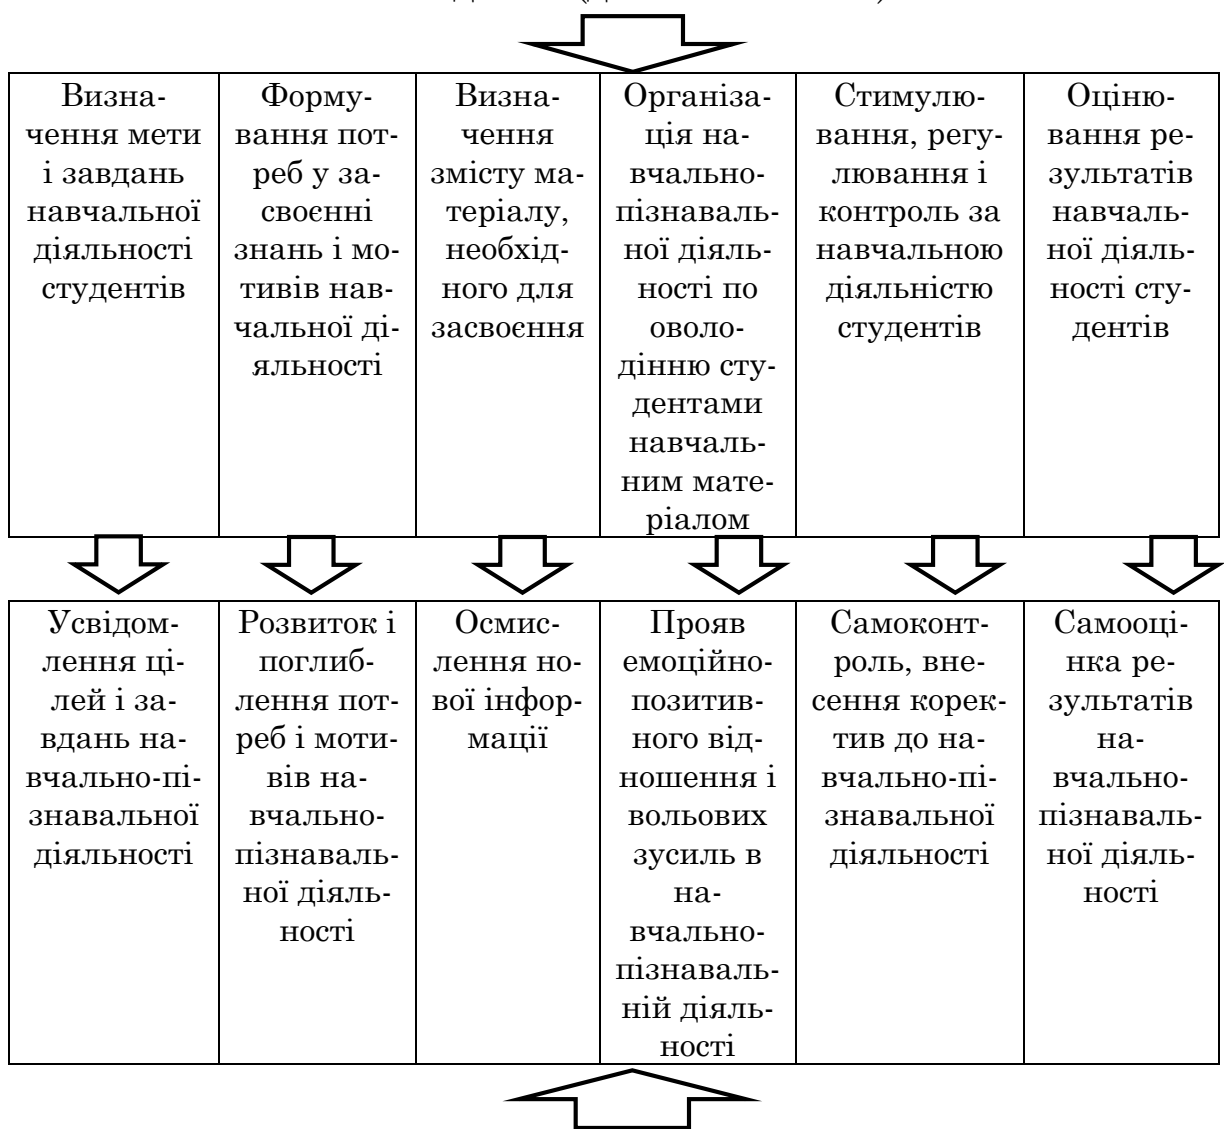 Визна-
чення мети
і завдань
навчальної
діяльності
студентів
Форму-
вання пот-
реб у за-
своєнні
знань і мо-
тивів нав-
чальної ді-
яльності
Визна-
чення
змісту ма-
теріалу,
необхід-
ного для
засвоєння
Організа-
ція на-
вчально-
пізнаваль-
ної діяль-
ності по
оволо-
дінню сту-
дентами
навчаль-
ним мате-
ріалом
Стимулю-
вання, регу-
лювання і
контроль за
навчальною
діяльністю
студентів
Оціню-
вання ре-
зультатів
навчаль-
ної діяль-
ності сту-
дентів
Усвідом-
лення ці-
лей і за-
вдань на-
вчально-пі-
знавальної
діяльності
Розвиток і
поглиб-
лення пот-
реб і моти-
вів на-
вчально-
пізнаваль-
ної діяль-
ності
Осмис-
лення но-
вої інфор-
мації
Прояв
емоційно-
позитив-
ного від-
ношення і
вольових
зусиль в
на-
вчально-
пізнаваль-
ній діяль-
ності
Самоконт-
роль, вне-
сення корек-
тив до на-
вчально-пі-
знавальної
діяльності
Самооці-
нка ре-
зультатів
на-
вчально-
пізнаваль-
ної діяль-
ності